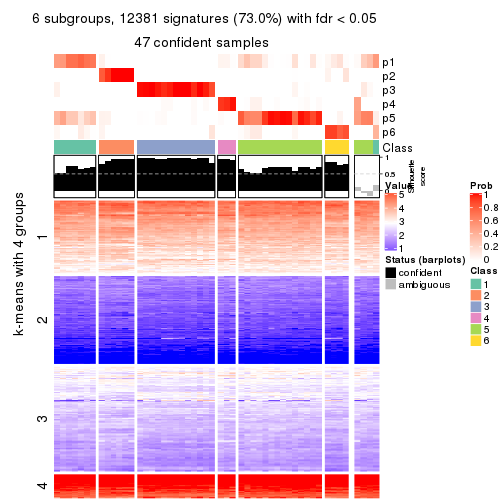 6 subgroups, 12381 signatures (73.0%) with fdr < 0.05
47 confident samples
p1
p2
p3
p4
p5
p6
Class
1
0.5
0
Silhouette
score
k-means with 4 groups
1
2
3
4
Value
5
4
3
2
1
Status (barplots)
confident
ambiguous
Prob
1
0.8
0.6
0.4
0.2
0
Class
1
2
3
4
5
6